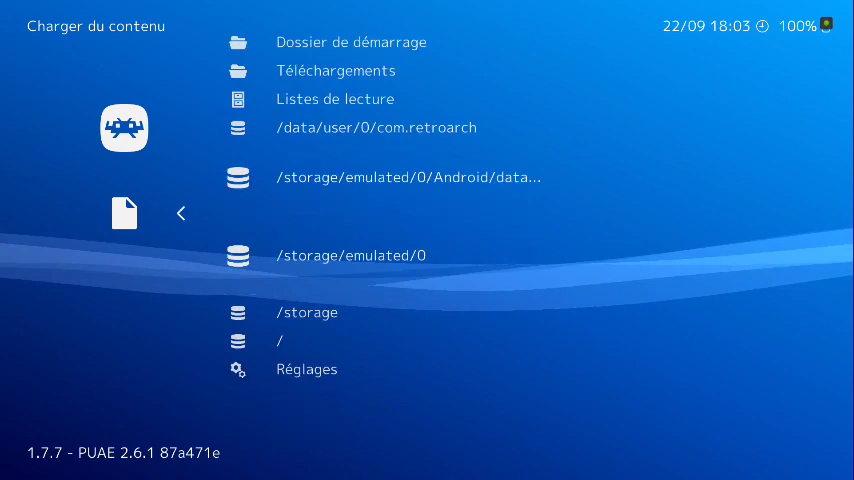 Charger du contenu
22/09 18:03 100%
Dossier de démarrage
Téléchargements
Listes de lecture
/data/user/0/com.retroarch
/storage/emulated/0/Android/data...
/storage/emulated/0
/storage
/
Réglages
1.7.7 - PUAE 2.6.1 87a471e